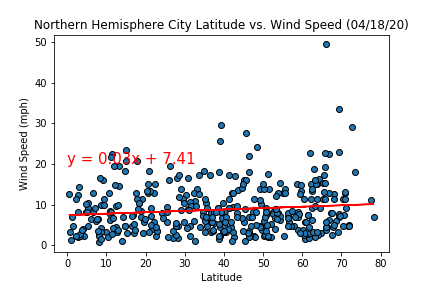 Northern Hemisphere City Latitude vs. Wind Speed (04/18/20)
50
40
30
20
10
0
Wind Speed (mph)
y = 0.03x + 7.41
0 10 20 30 40 50 60 70 80
Latitude